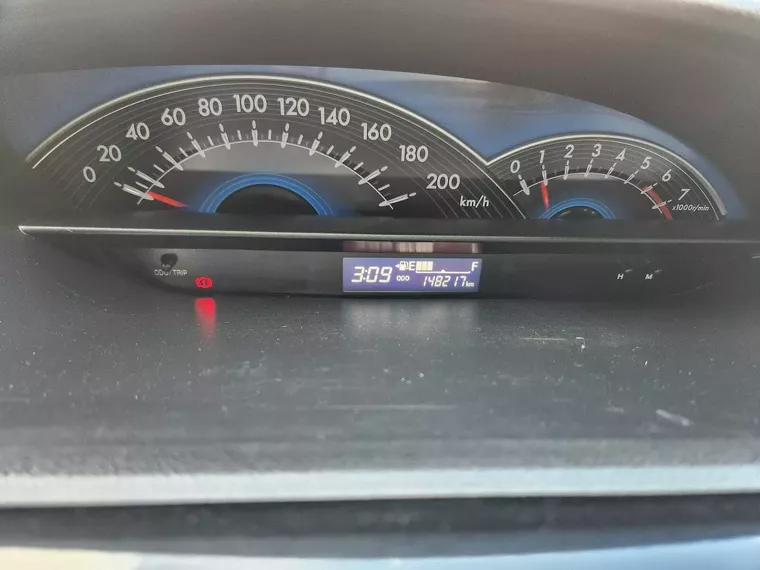 0 20 40 60 80 100 120 140 160 180 200 km/h
0 1 2 3 4 5 6 7 x1000r/min
ODO/TRIP
3:09 E F
ODO 148217 km
H M